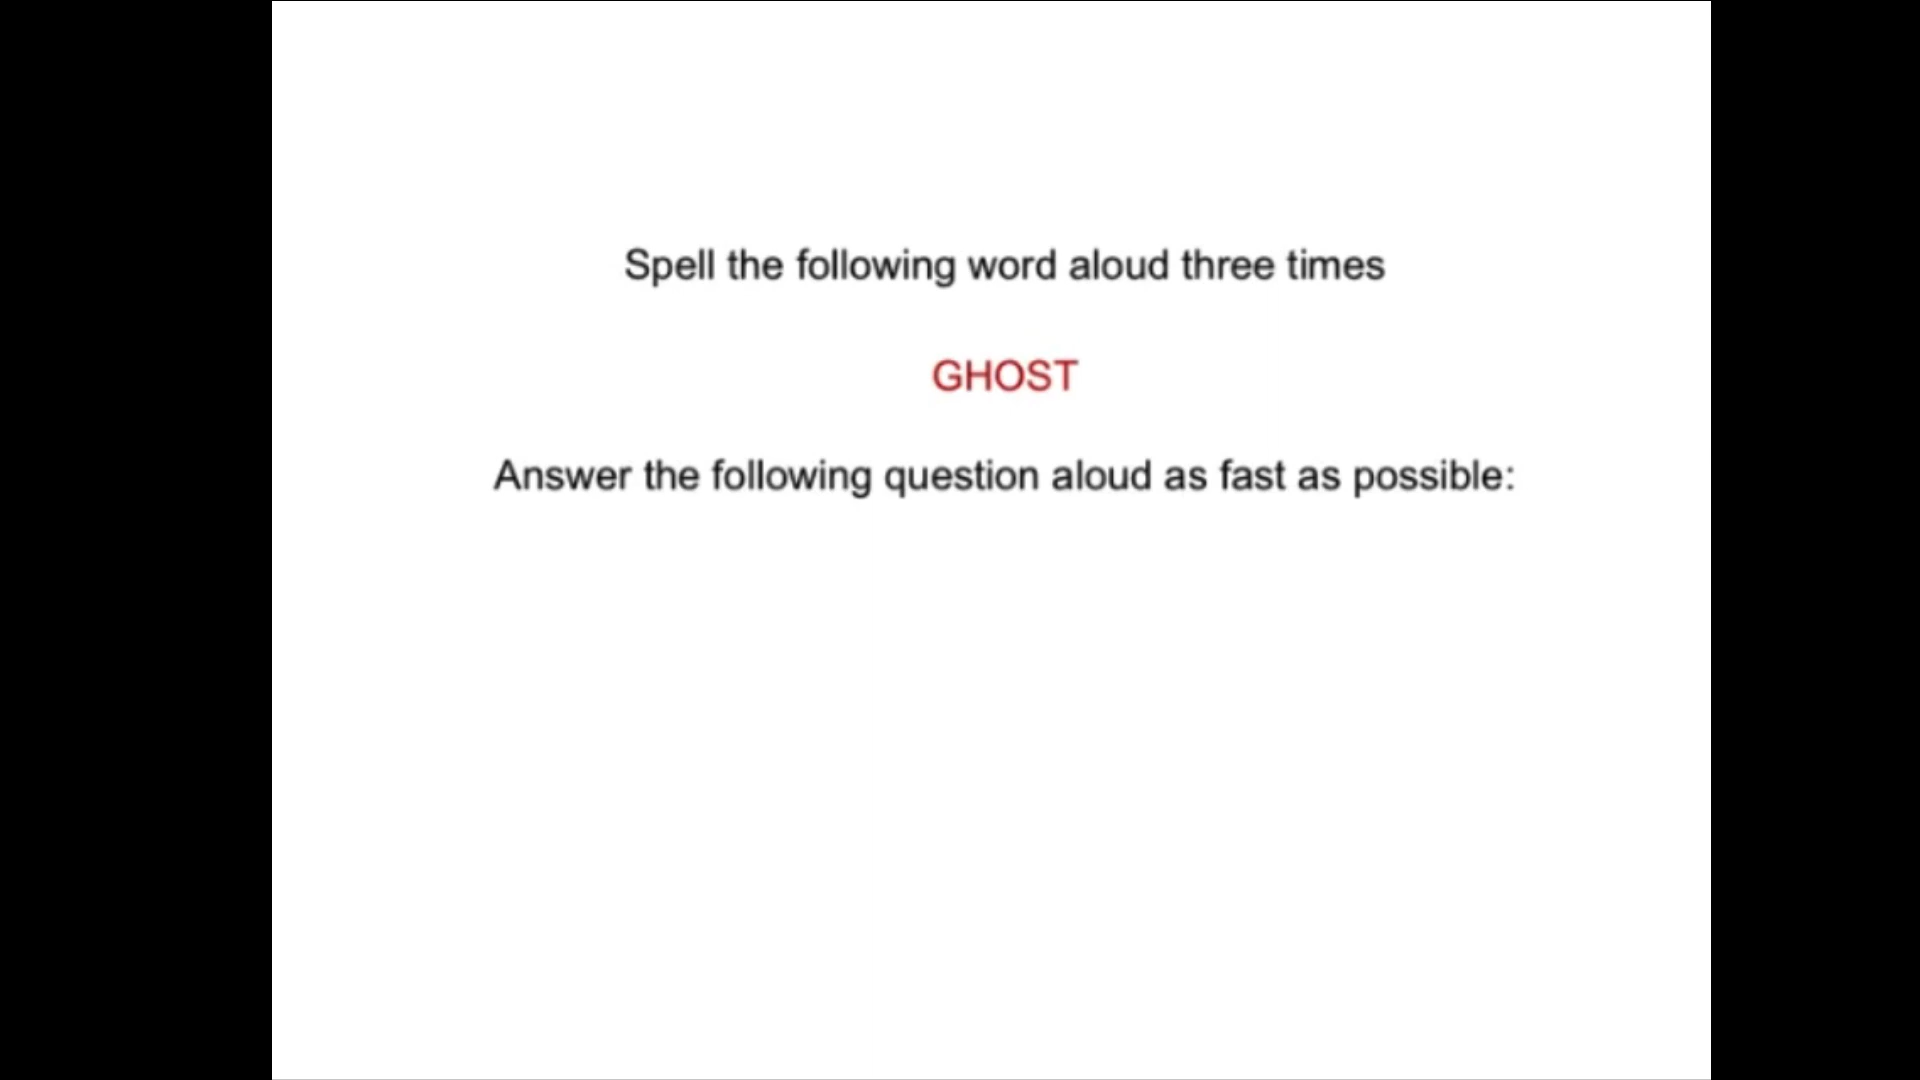 Spell the following word aloud three times
GHOST
Answer the following question aloud as fast as possible: